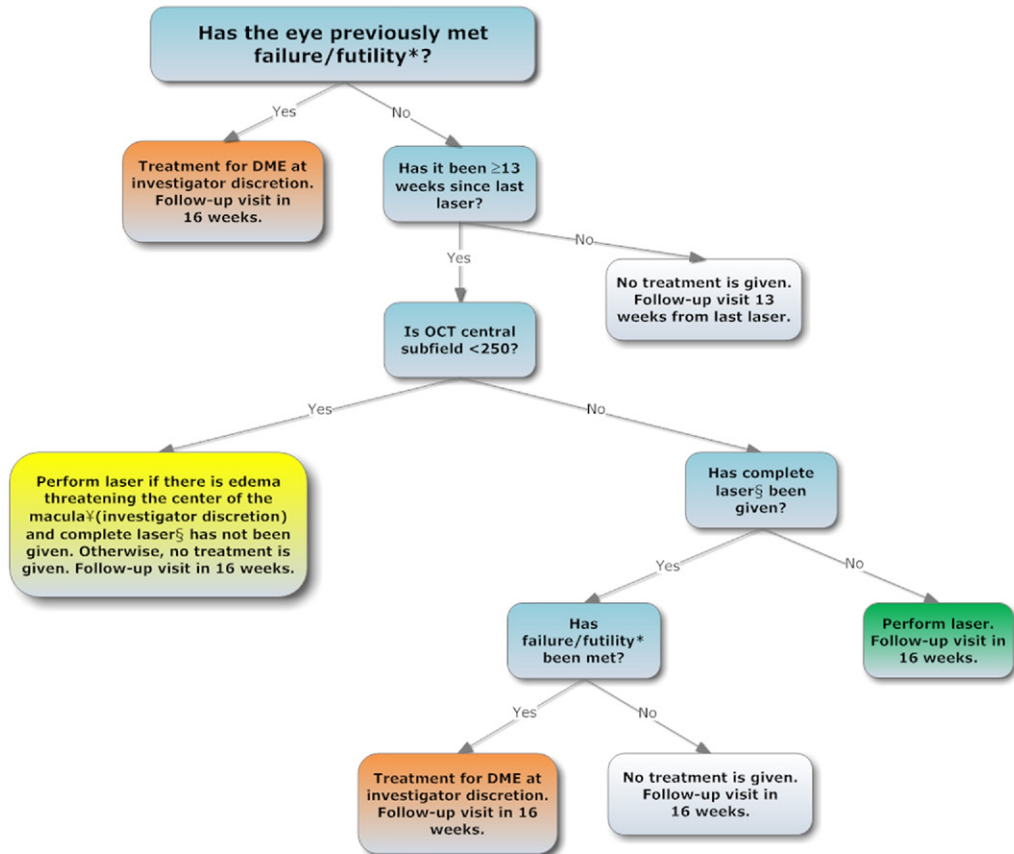 Has the eye previously met
failure/futility*?
Yes
No
Treatment for DME at
investigator discretion.
Follow-up visit in
16 weeks.
Has it been ≥13
weeks since last
laser?
Yes
No
No treatment is given.
Follow-up visit 13
weeks from last laser.
Is OCT central
subfield <250?
Yes
No
Perform laser if there is edema
threatening the center of the
macula¥(investigator discretion)
and complete laser§ has not been
given. Otherwise, no treatment is
given. Follow-up visit in 16 weeks.
Has complete
laser§ been
given?
Yes
No
Has
failure/futility*
been met?
Perform laser.
Follow-up visit in
16 weeks.
Yes
No
Treatment for DME at
investigator discretion.
Follow-up visit in 16
weeks.
No treatment is given.
Follow-up visit in
16 weeks.